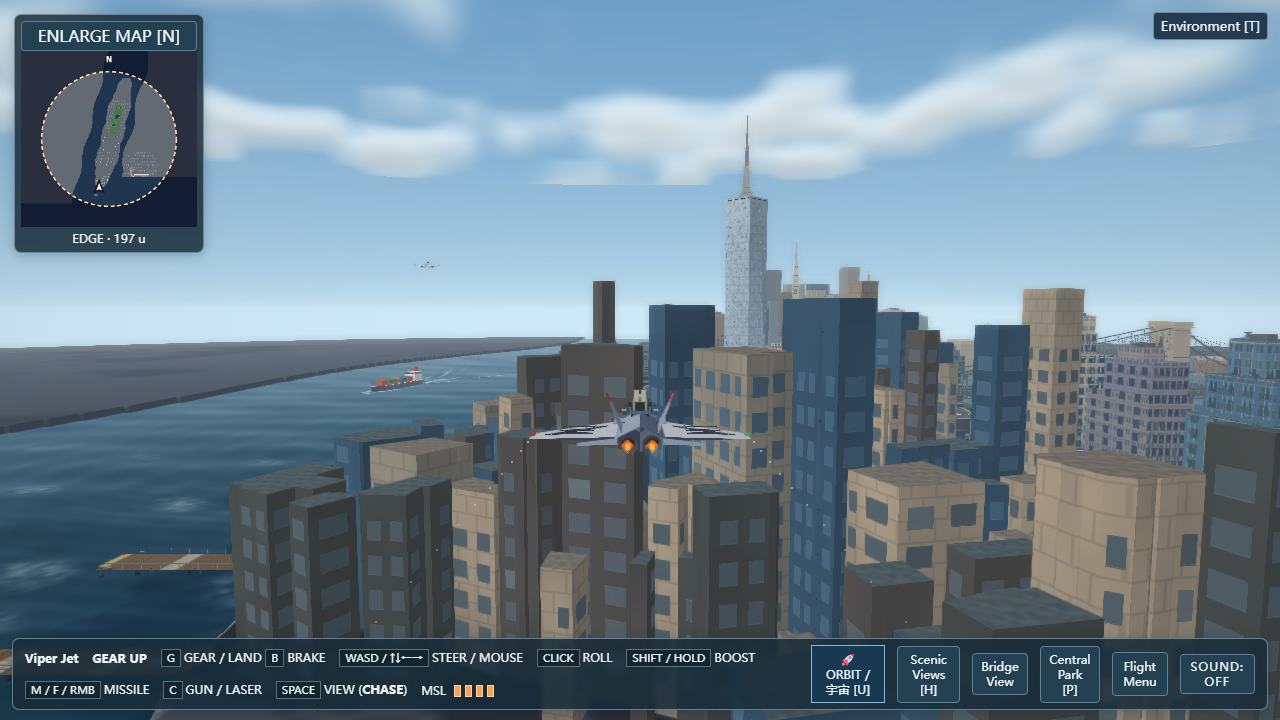 ENLARGE MAP [N]
N
EDGE · 197 u
Environment [T]
Viper Jet GEAR UP G GEAR / LAND B BRAKE WASD / ⇅←→ STEER / MOUSE CLICK ROLL SHIFT / HOLD BOOST
M / F / RMB MISSILE C GUN / LASER SPACE VIEW (CHASE) MSL
🚀
ORBIT /
宇宙 [U]
Scenic
Views
[H]
Bridge
View
Central
Park
[P]
Flight
Menu
SOUND:
OFF